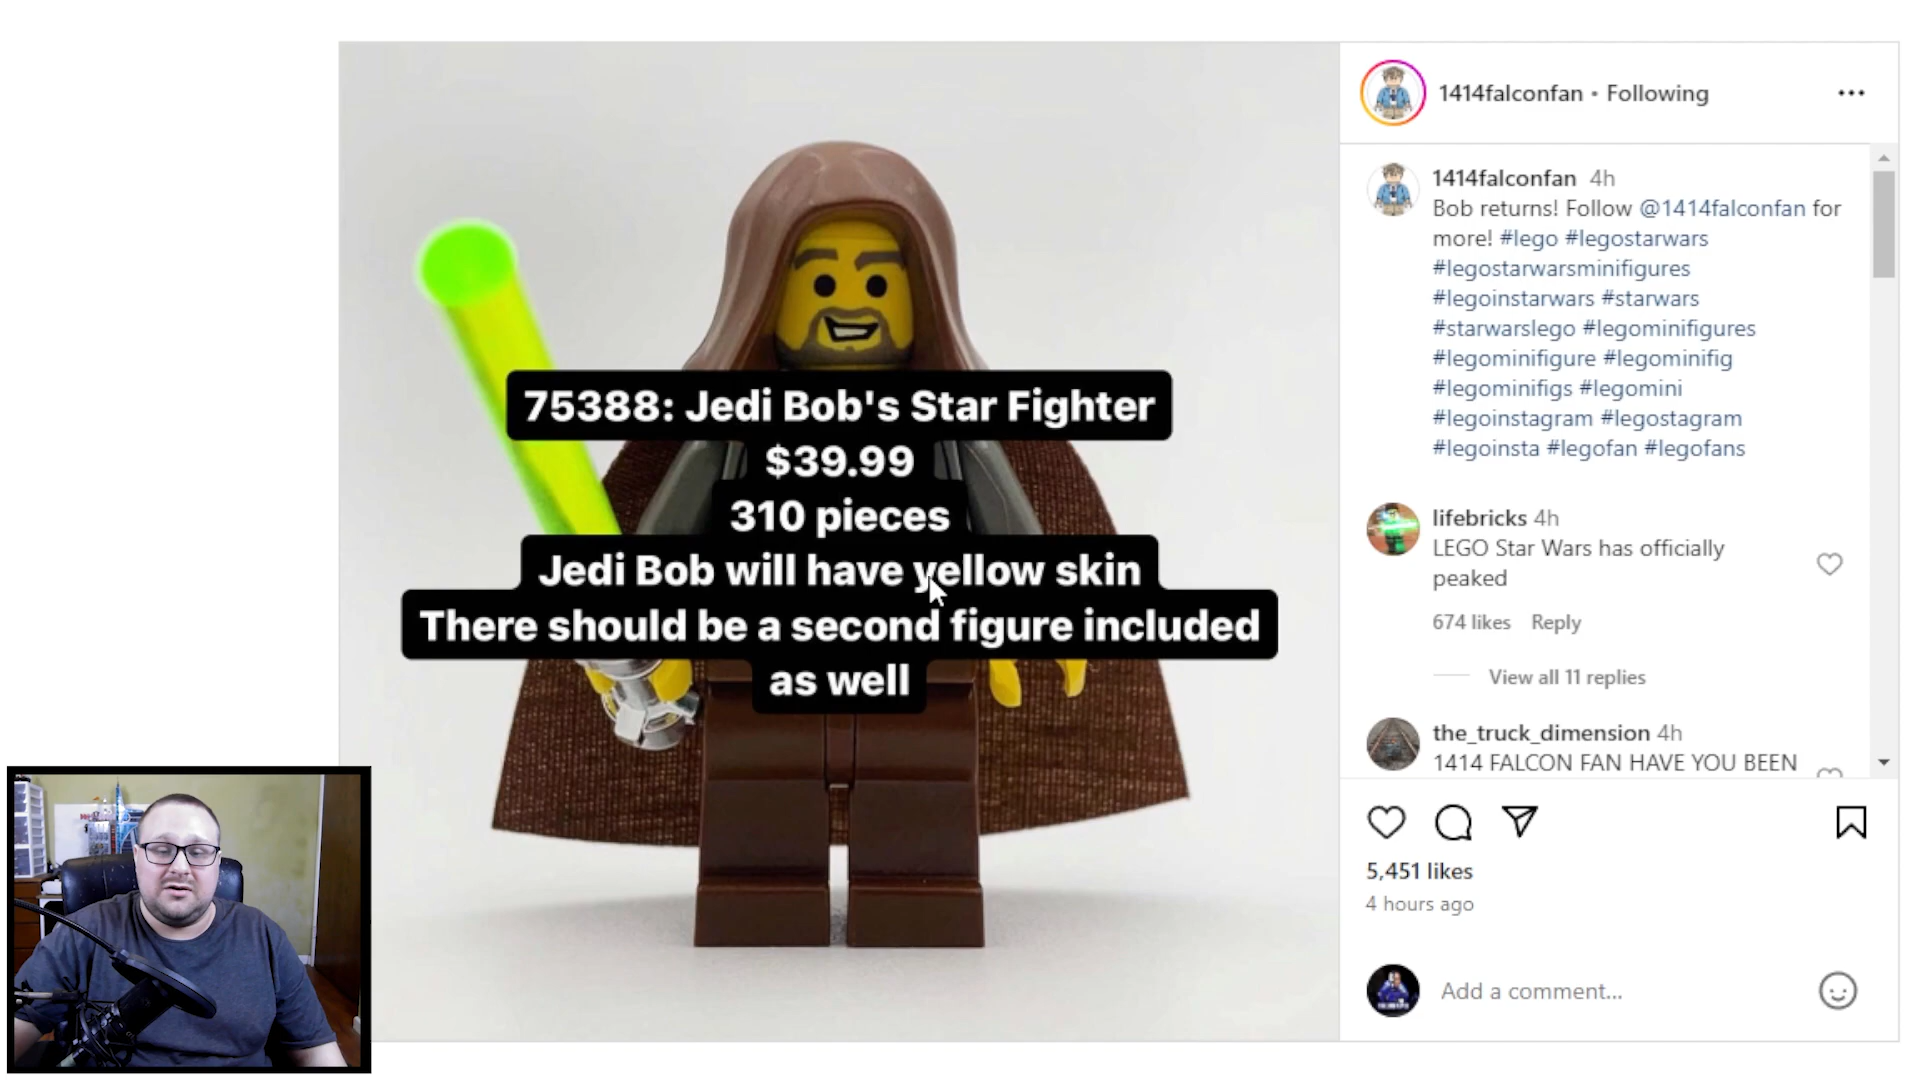 75388: Jedi Bob's Star Fighter
$39.99
310 pieces
Jedi Bob will have yellow skin
There should be a second figure included
as well
1414falconfan • Following
1414falconfan 4h
Bob returns! Follow @1414falconfan for
more! #lego #legostarwars
#legostarwarsminifigures
#legoinstarwars #starwars
#starwarslego #legominifigures
#legominifigure #legominifig
#legominifigs #legomini
#legoinstagram #legostagram
#legoinsta #legofan #legofans
lifebricks 4h
LEGO Star Wars has officially
peaked
674 likes Reply
View all 11 replies
the_truck_dimension 4h
1414 FALCON FAN HAVE YOU BEEN
5,451 likes
4 hours ago
Add a comment...